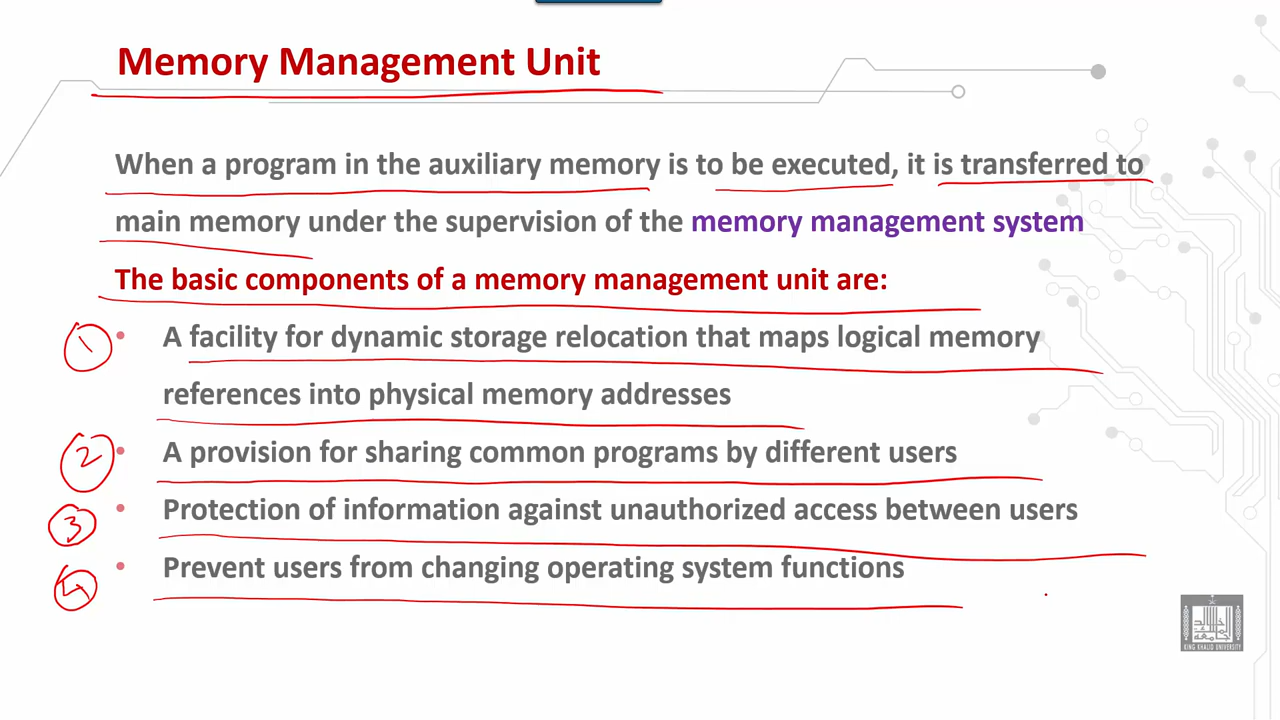 Memory Management Unit
When a program in the auxiliary memory is to be executed, it is transferred to
main memory under the supervision of the memory management system
The basic components of a memory management unit are:
1 • A facility for dynamic storage relocation that maps logical memory
references into physical memory addresses
2 • A provision for sharing common programs by different users
3 • Protection of information against unauthorized access between users
4 • Prevent users from changing operating system functions
KING KHALID UNIVERSITY